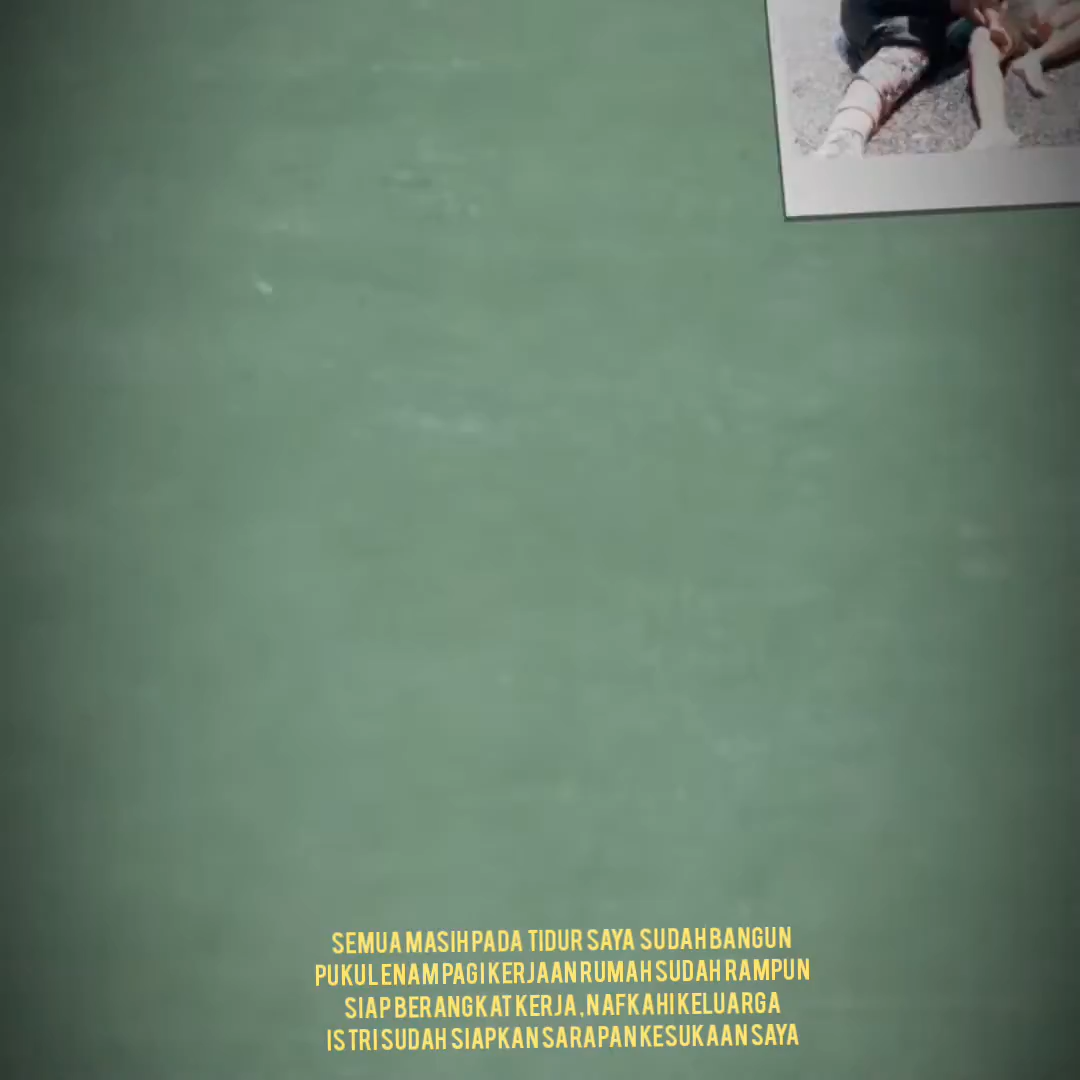 SEMUA MASIH PADA TIDUR SAYA SUDAH BANGUN
PUKUL ENAM PAGI KERJAAN RUMAH SUDAH RAMPUN
SIAP BERANGKAT KERJA, NAFKAHI KELUARGA
ISTRI SUDAH SIAPKAN SARAPAN KESUKAAN SAYA